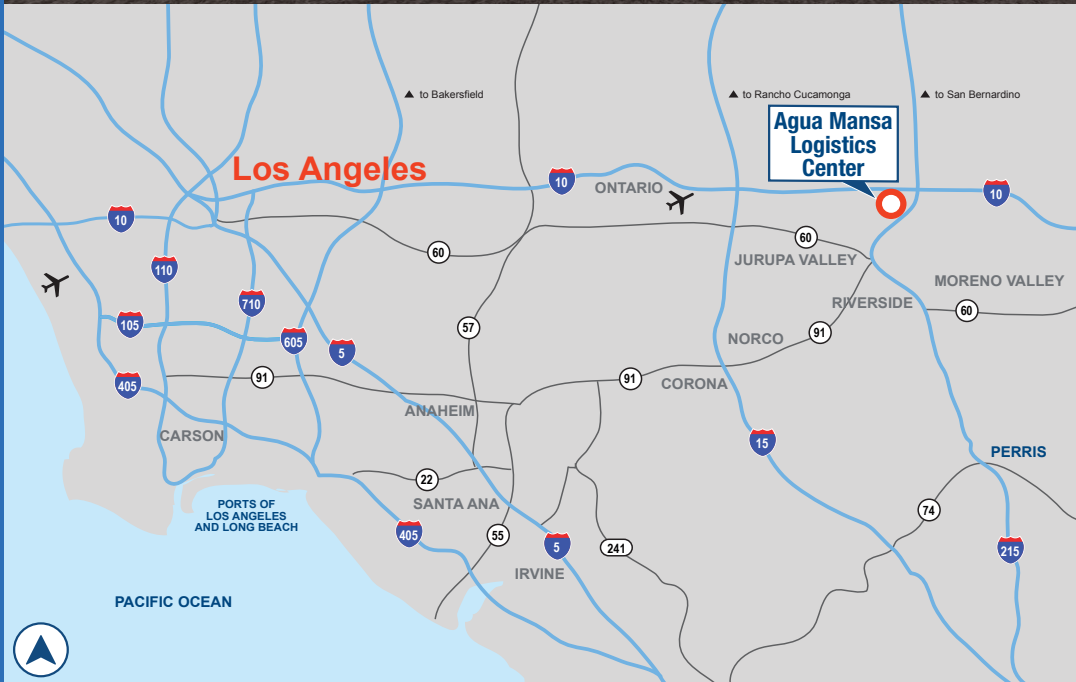 to Bakersfield
to Rancho Cucamonga
to San Bernardino
Agua Mansa
Logistics
Center
Los Angeles
10
ONTARIO
10
10
60
60
JURUPA VALLEY
110
MORENO VALLEY
710
RIVERSIDE
60
105
57
91
NORCO
605
5
405
91
91
CORONA
ANAHEIM
CARSON
15
PERRIS
22
SANTA ANA
PORTS OF
LOS ANGELES
AND LONG BEACH
74
405
55
5
241
215
IRVINE
PACIFIC OCEAN